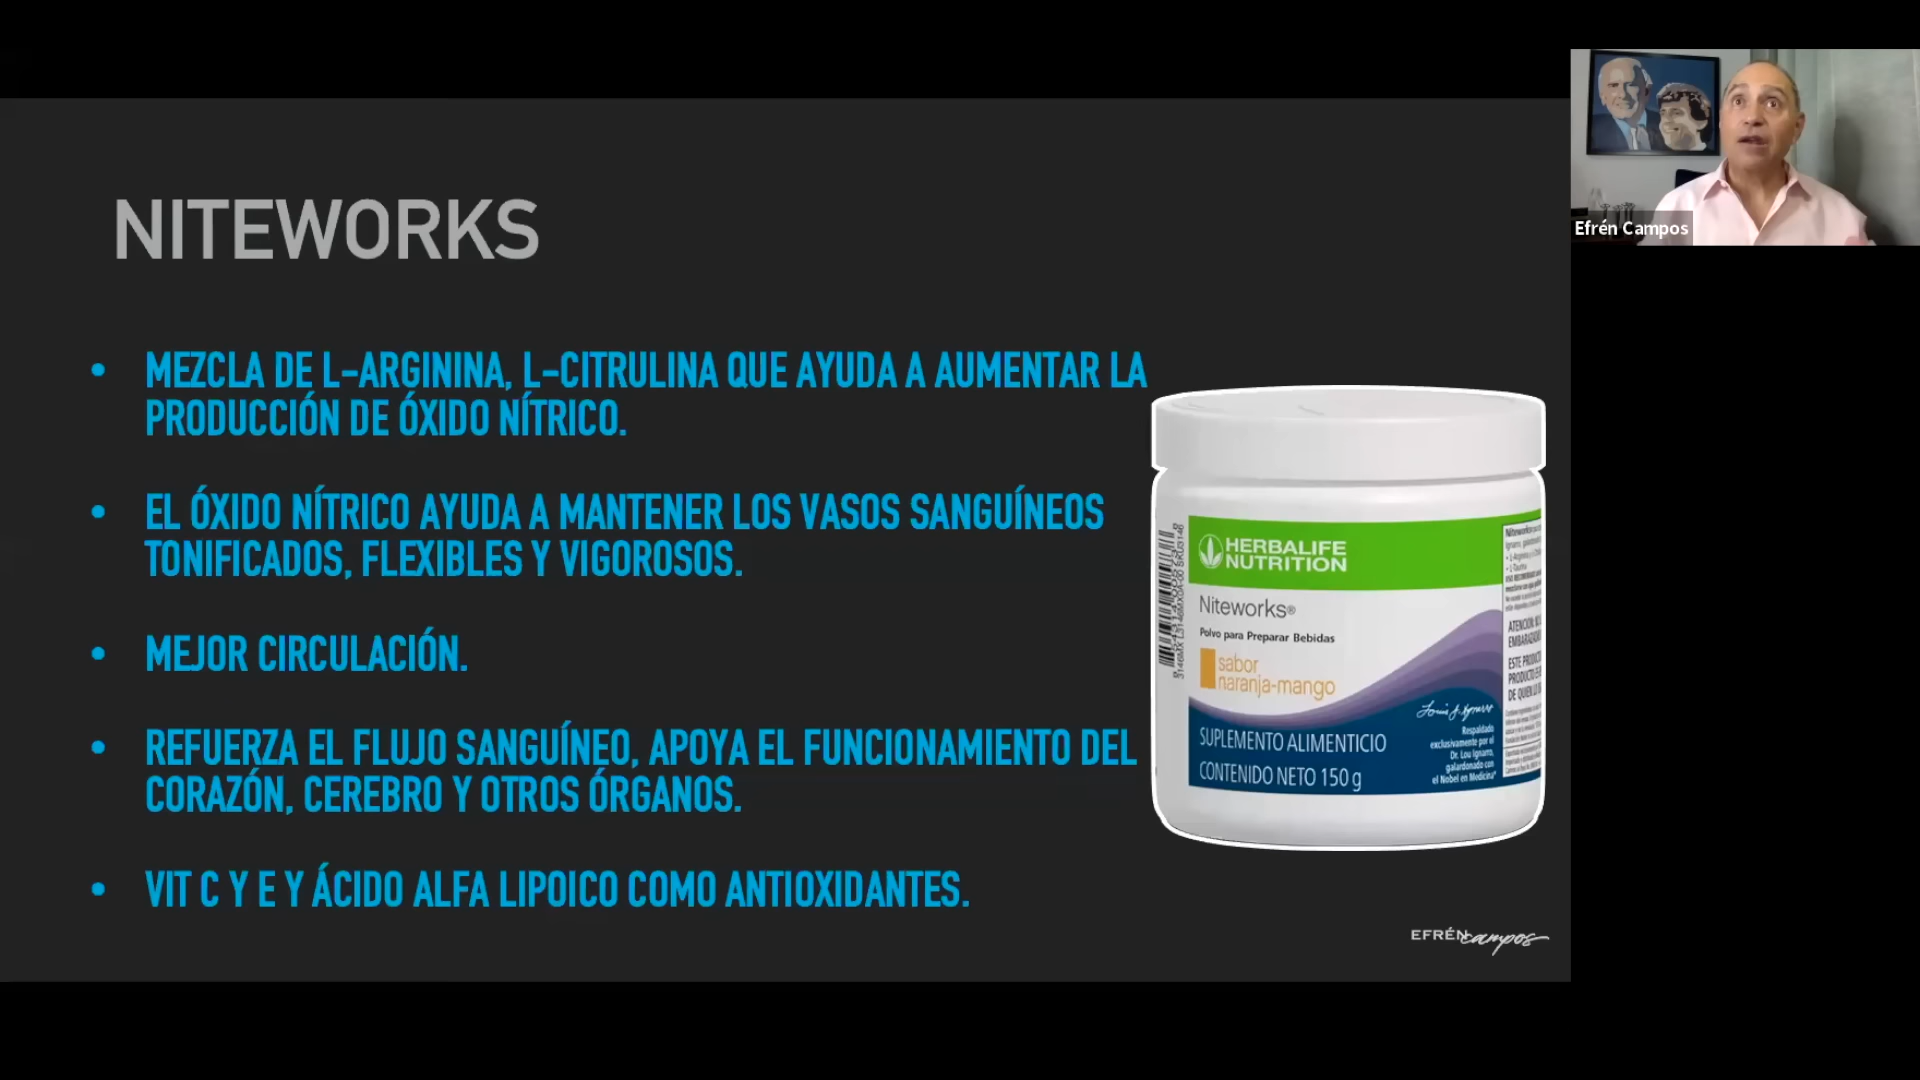 NITEWORKS
• MEZCLA DE L-ARGININA, L-CITRULINA QUE AYUDA A AUMENTAR LA
PRODUCCIÓN DE ÓXIDO NÍTRICO.
• EL ÓXIDO NÍTRICO AYUDA A MANTENER LOS VASOS SANGUÍNEOS
TONIFICADOS, FLEXIBLES Y VIGOROSOS.
• MEJOR CIRCULACIÓN.
• REFUERZA EL FLUJO SANGUÍNEO, APOYA EL FUNCIONAMIENTO DEL
CORAZÓN, CEREBRO Y OTROS ÓRGANOS.
• VIT C Y E Y ÁCIDO ALFA LIPOICO COMO ANTIOXIDANTES.
HERBALIFE
NUTRITION
Niteworks®
Polvo para Preparar Bebidas
sabor
naranja-mango
SUPLEMENTO ALIMENTICIO
CONTENIDO NETO 150 g
Respaldado
exclusivamente por el
Dr. Lou Ignarro,
galardonado con
el Nobel en Medicina*
EFRÉN campos
Efrén Campos